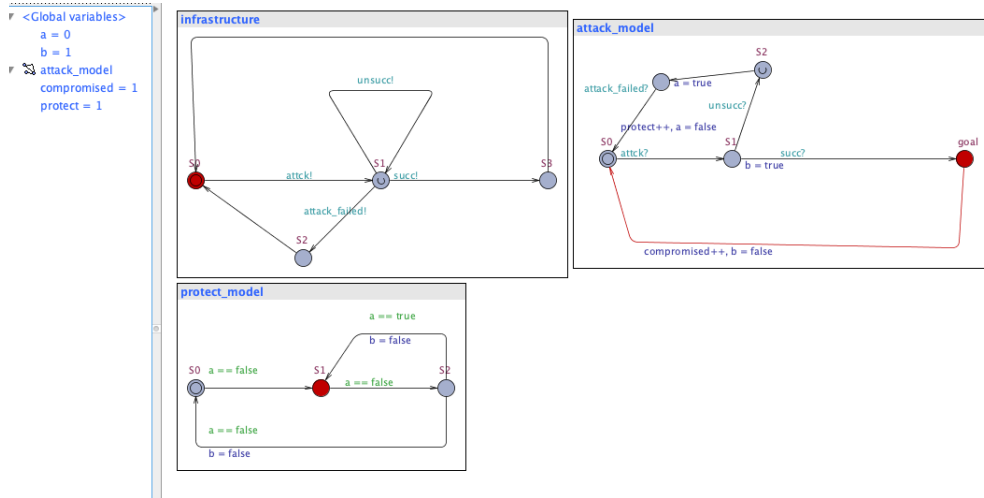 <Global variables>
a = 0
b = 1
attack_model
compromised = 1
protect = 1
infrastructure
unsucc!
S0
attck!
S1
succ!
S3
attack_failed!
S2
attack_model
S2
attack_failed?
a = true
unsucc?
protect++, a = false
S0
attck?
S1
b = true
succ?
goal
compromised++, b = false
protect_model
a == true
b = false
S0
a == false
S1
a == false
S2
a == false
b = false